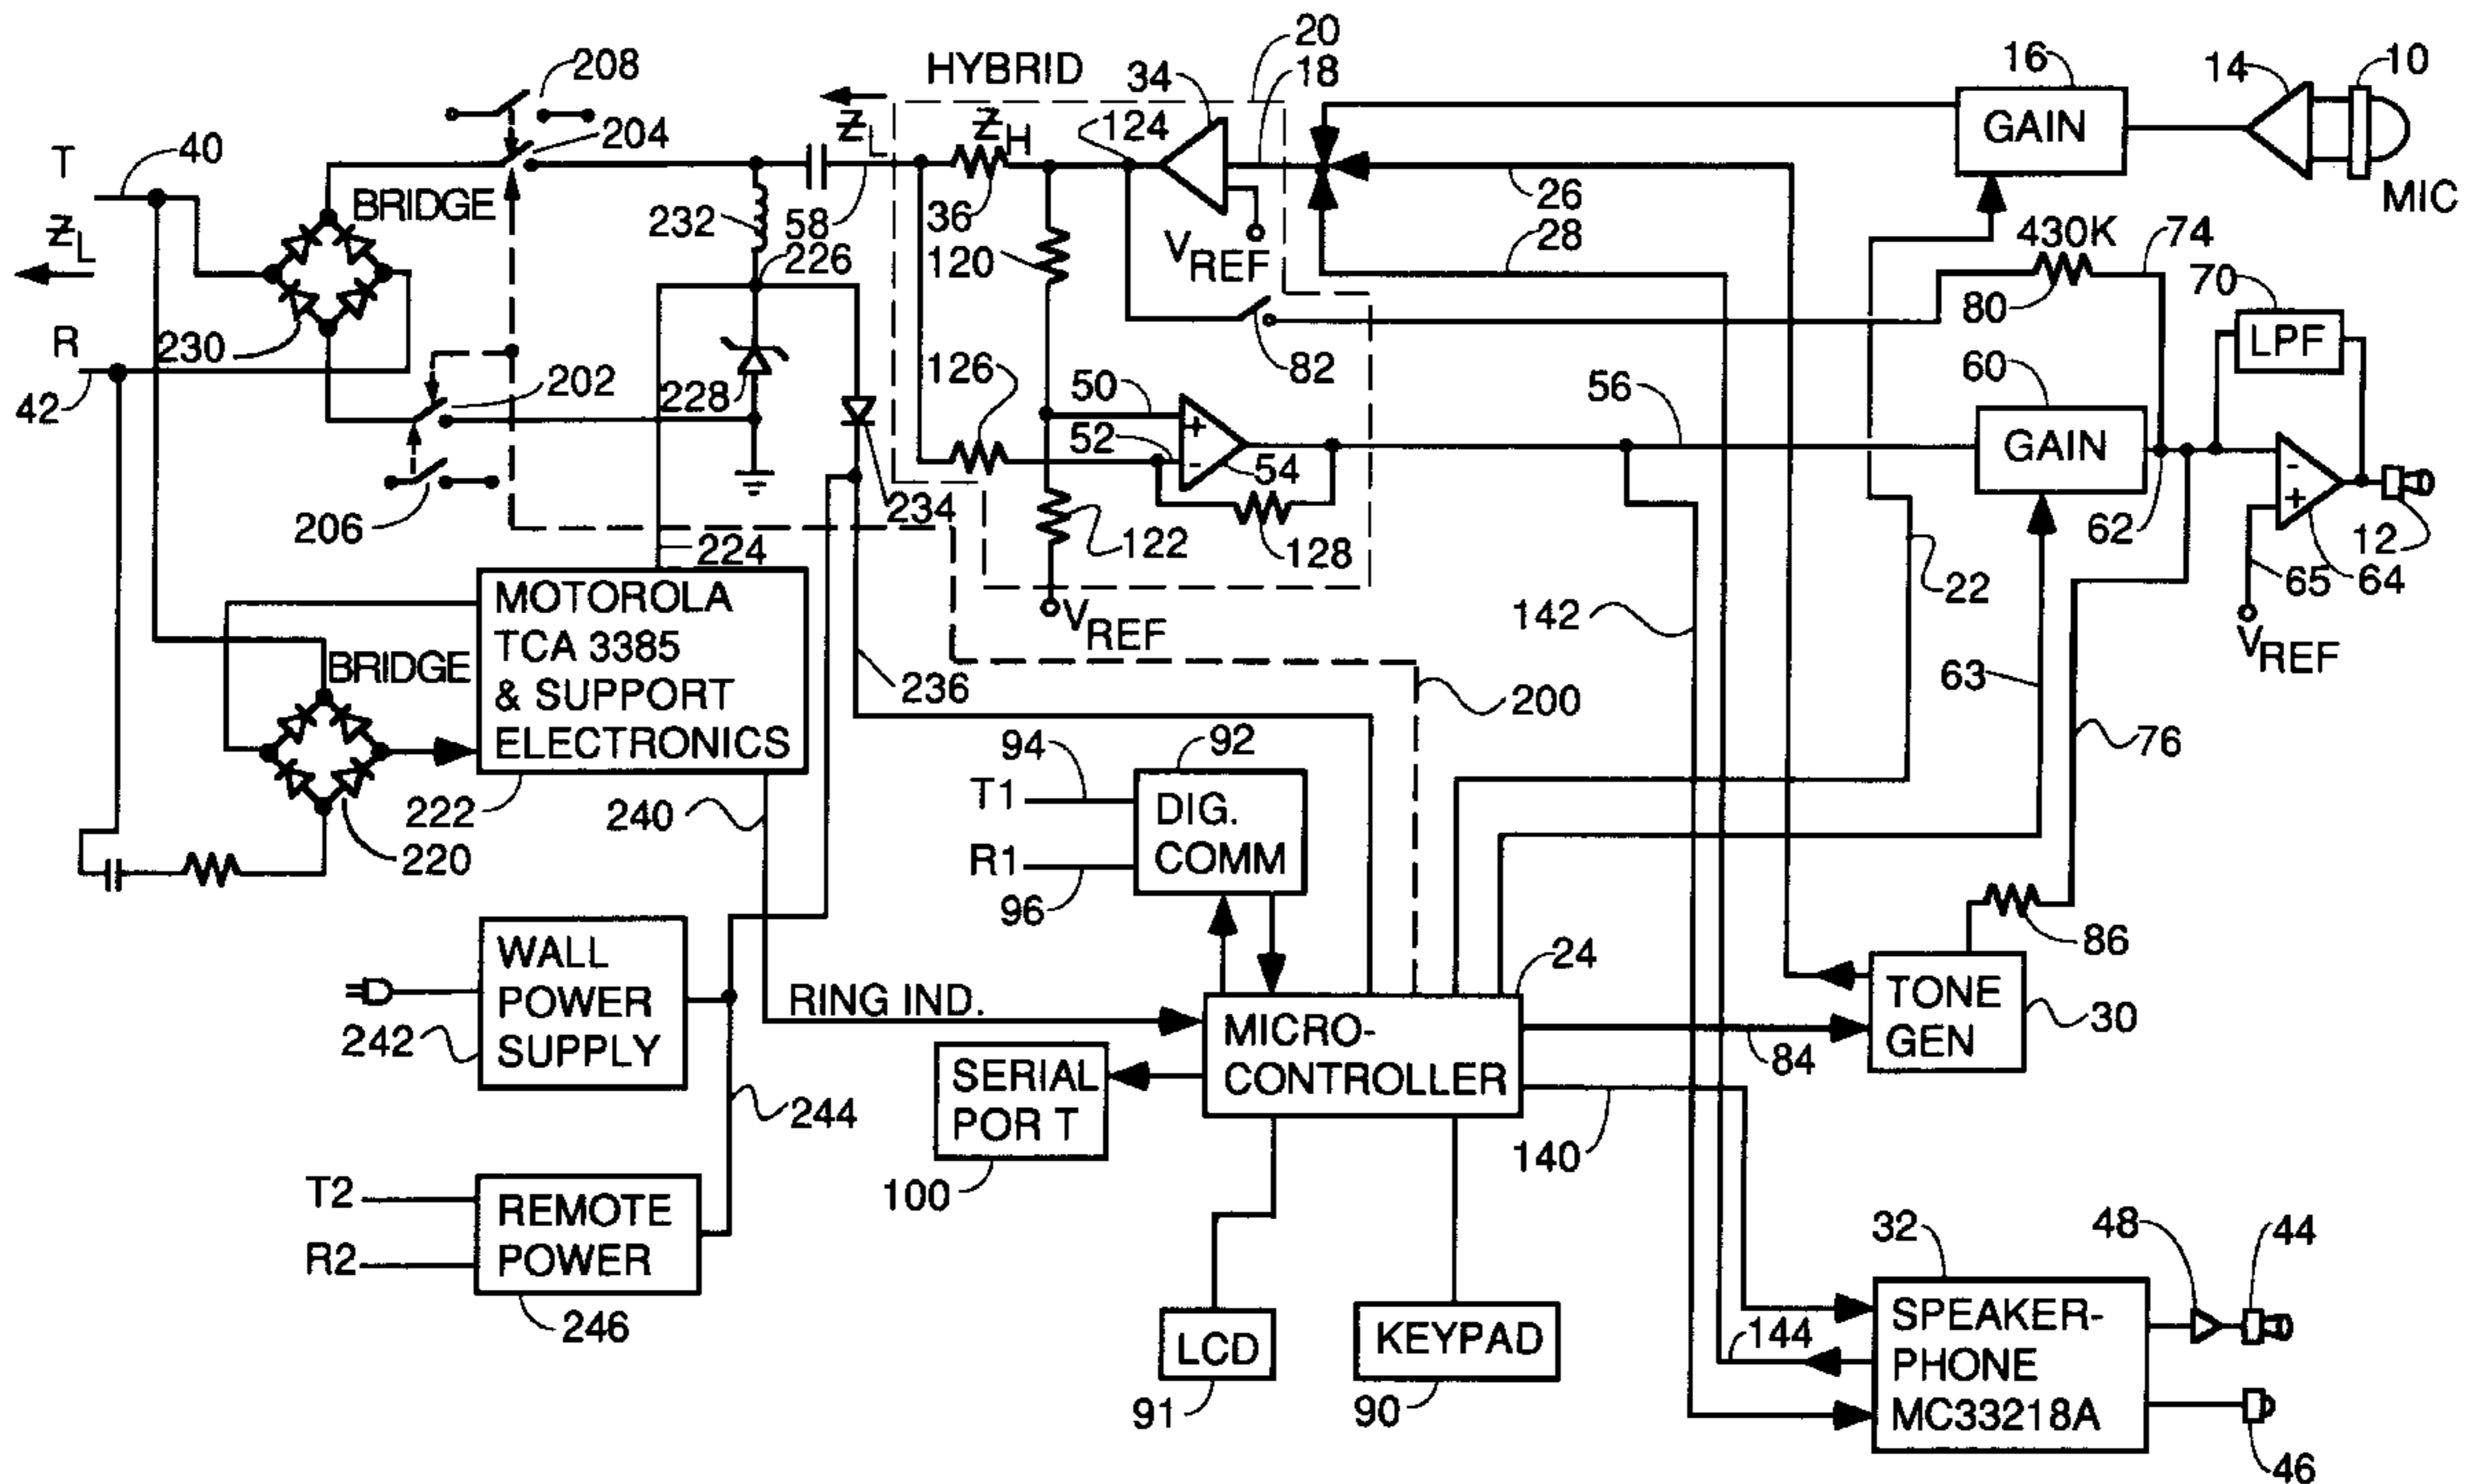 20
208
HYBRID
34
18
16
14
10
Z_L
Z_H
124
204
GAIN
T
40
MIC
26
BRIDGE
232
58
36
V_REF
28
430K
74
Z_L
226
120
70
80
LPF
R
230
82
60
126
50
56
42
202
228
+
52
GAIN
-
54
-
+
206
234
62
12
224
122
128
65
64
22
MOTOROLA
TCA 3385
& SUPPORT
ELECTRONICS
V_REF
142
V_REF
BRIDGE
63
236
200
76
94
92
T1
DIG.
COMM
222
240
R1
220
96
86
WALL
POWER
SUPPLY
24
RING IND.
TONE
GEN
30
242
MICRO-
CONTROLLER
84
SERIAL
POR T
244
140
100
T2
REMOTE
POWER
R2
32
48
44
246
SPEAKER-
PHONE
MC33218A
LCD
KEYPAD
144
91
90
46